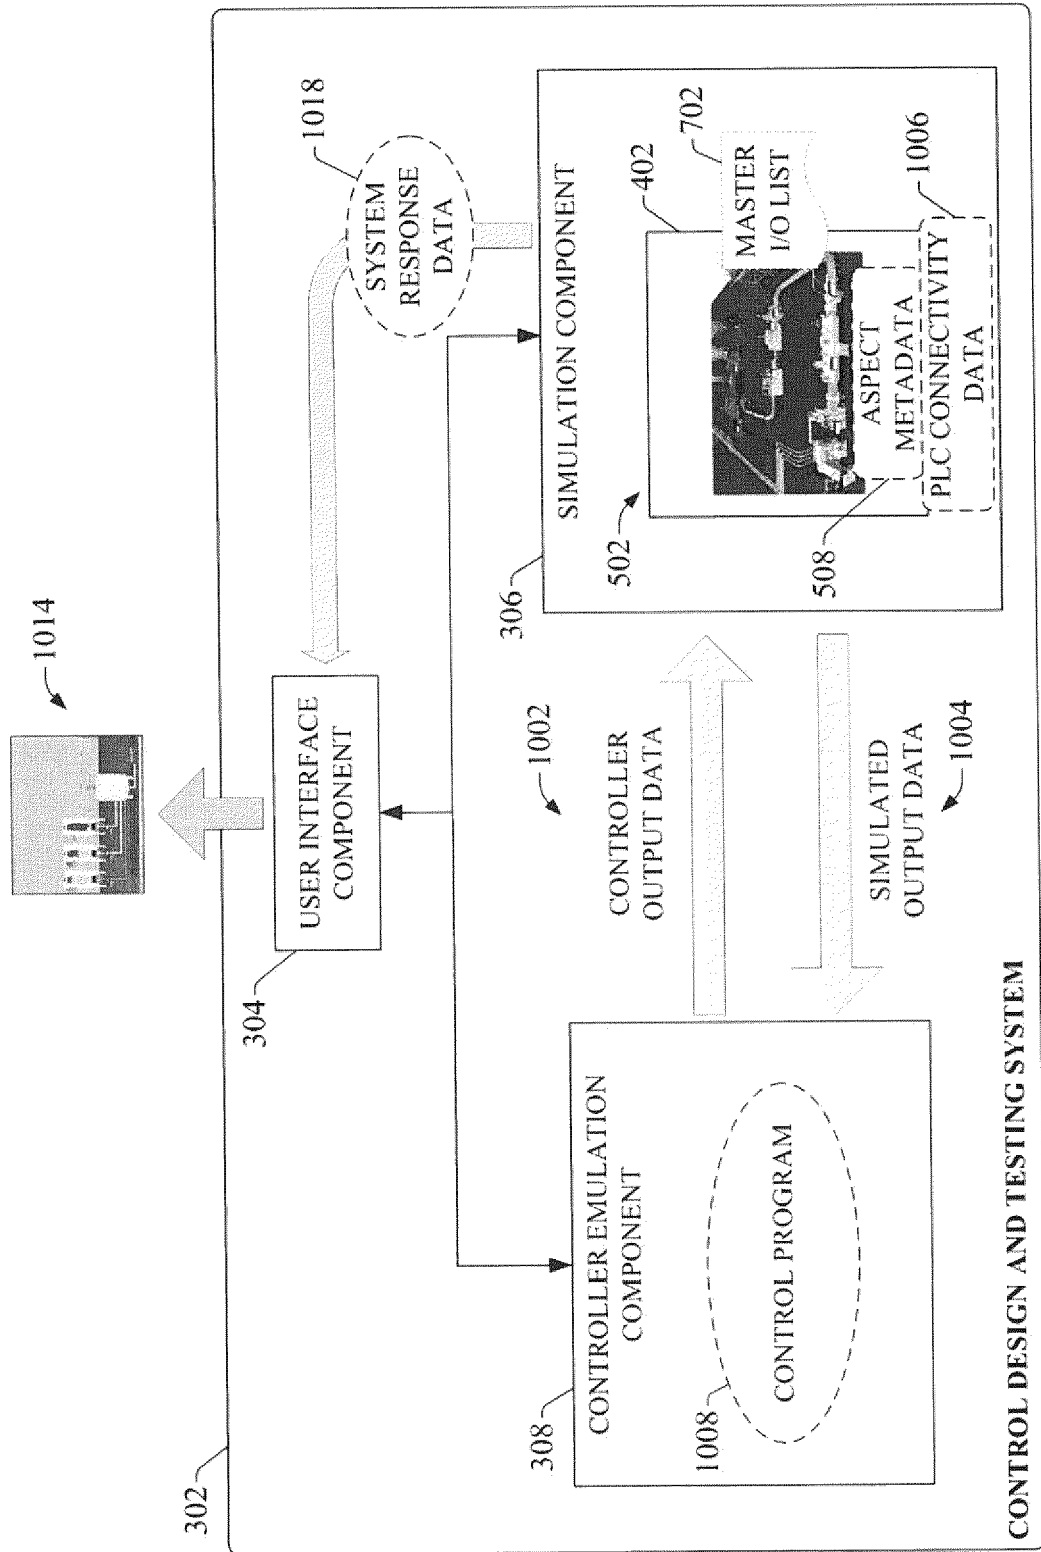 1014
302
304
USER INTERFACE
COMPONENT
1018
SYSTEM
RESPONSE
DATA
308
CONTROLLER EMULATION
COMPONENT
1008
CONTROL PROGRAM
1002
CONTROLLER
OUTPUT DATA
SIMULATED
OUTPUT DATA
1004
306
SIMULATION COMPONENT
502
402
702
MASTER
I/O LIST
508
ASPECT
METADATA
PLC CONNECTIVITY
DATA
1006
CONTROL DESIGN AND TESTING SYSTEM